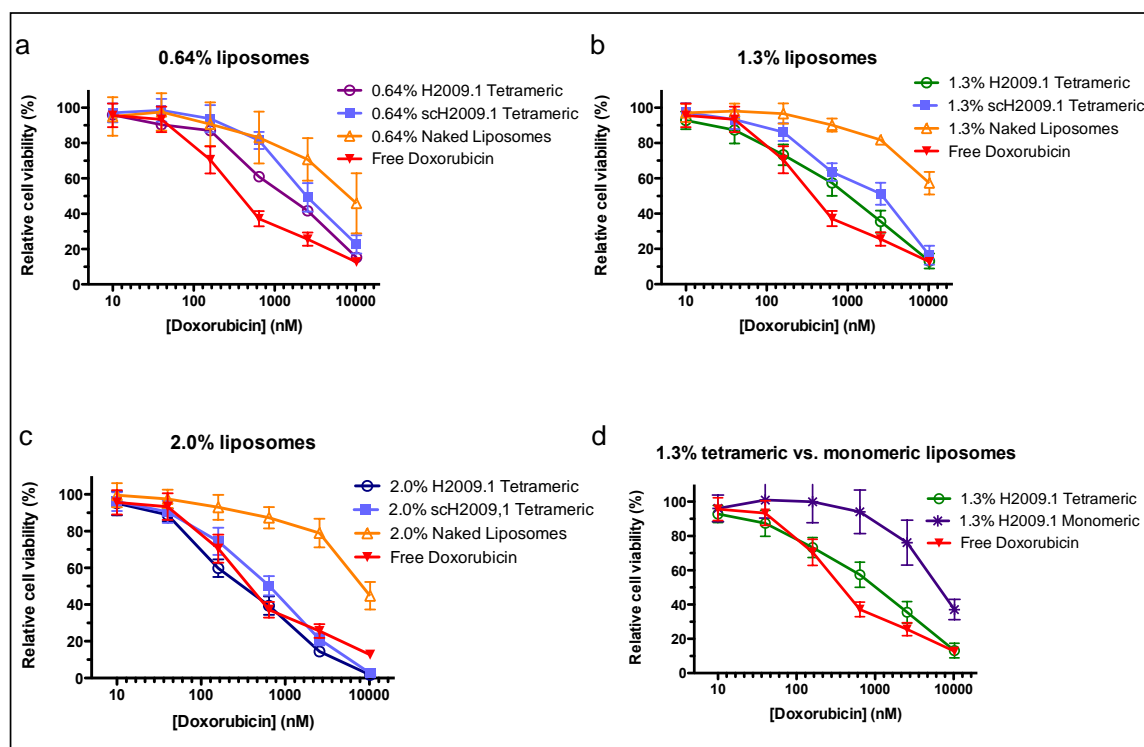 a
0.64% liposomes
0.64% H2009.1 Tetrameric
0.64% scH2009.1 Tetrameric
0.64% Naked Liposomes
Free Doxorubicin
Relative cell viability (%)
100
80
60
40
20
0
10
100
1000
10000
[Doxorubicin] (nM)
b
1.3% liposomes
1.3% H2009.1 Tetrameric
1.3% scH2009.1 Tetrameric
1.3% Naked Liposomes
Free Doxorubicin
Relative cell viability (%)
100
80
60
40
20
0
10
100
1000
10000
[Doxorubicin] (nM)
c
2.0% liposomes
2.0% H2009.1 Tetrameric
2.0% scH2009,1 Tetrameric
2.0% Naked Liposomes
Free Doxorubicin
Relative cell viability (%)
100
80
60
40
20
0
10
100
1000
10000
[Doxorubicin] (nM)
d
1.3% tetrameric vs. monomeric liposomes
1.3% H2009.1 Tetrameric
1.3% H2009.1 Monomeric
Free Doxorubicin
Relative cell viability (%)
100
80
60
40
20
0
10
100
1000
10000
[Doxorubicin] (nM)